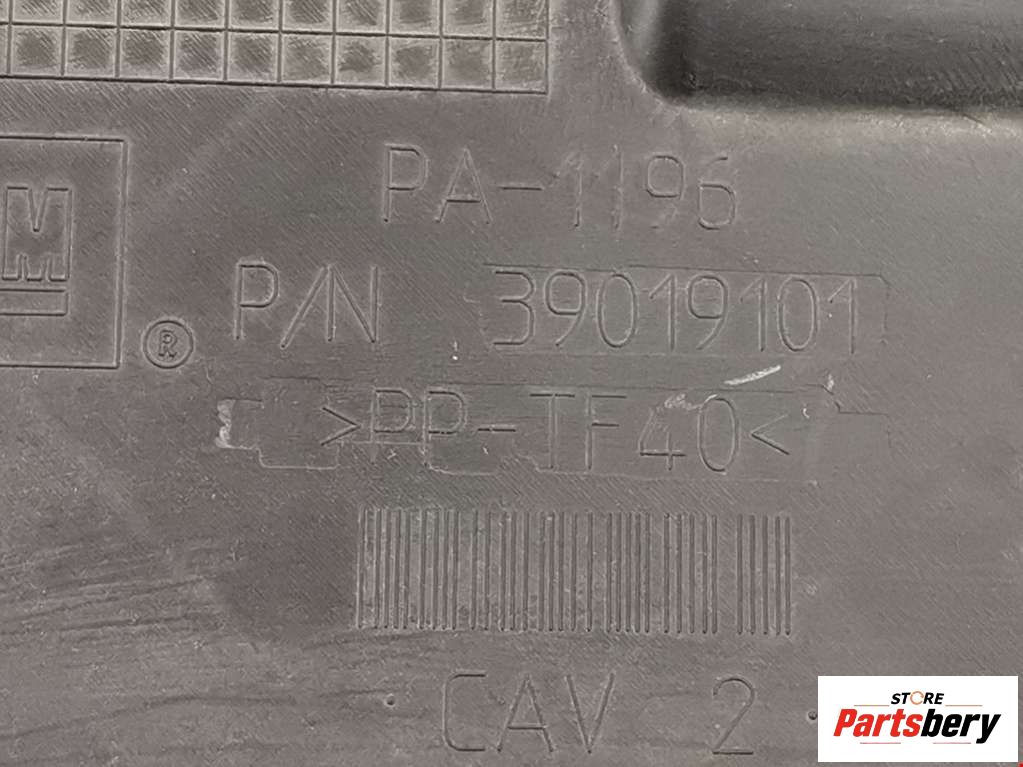 PA-1196
M
®
P/N 39019101
>PP-TF40<
CAV 2
STORE
Partsbery